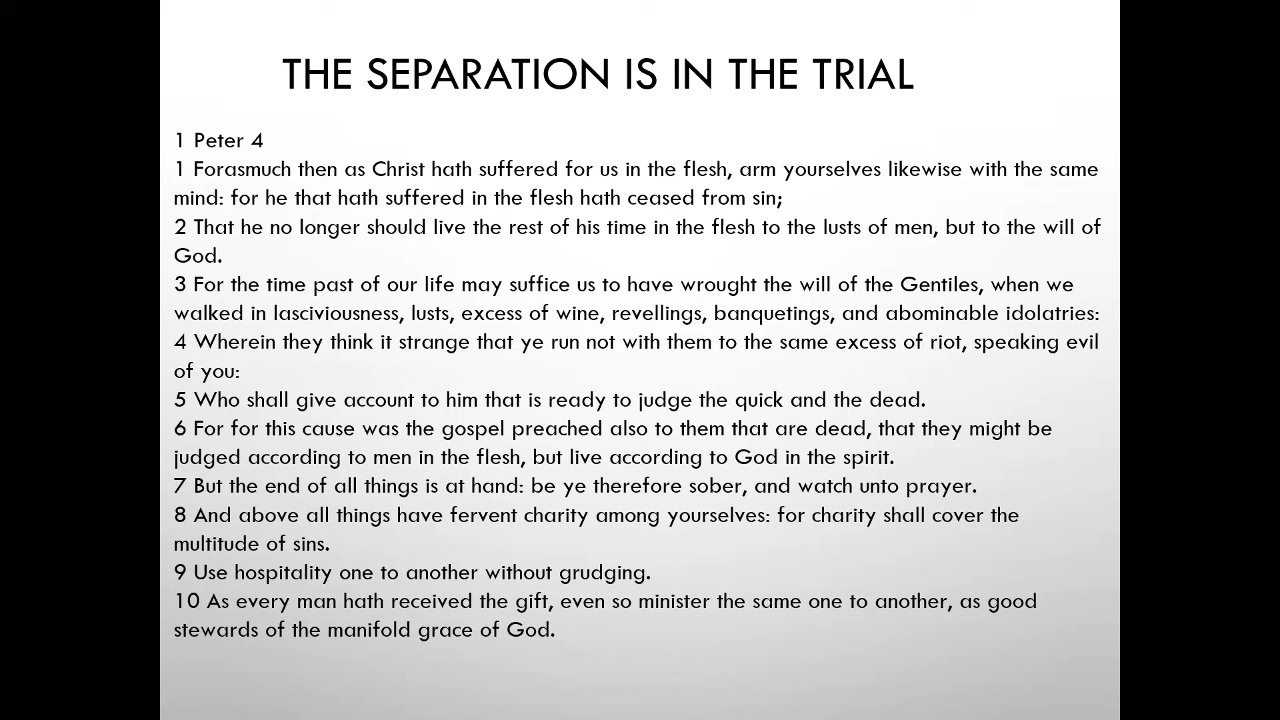 THE SEPARATION IS IN THE TRIAL
1 Peter 4
1 Forasmuch then as Christ hath suffered for us in the flesh, arm yourselves likewise with the same
mind: for he that hath suffered in the flesh hath ceased from sin;
2 That he no longer should live the rest of his time in the flesh to the lusts of men, but to the will of
God.
3 For the time past of our life may suffice us to have wrought the will of the Gentiles, when we
walked in lasciviousness, lusts, excess of wine, revellings, banquetings, and abominable idolatries:
4 Wherein they think it strange that ye run not with them to the same excess of riot, speaking evil
of you:
5 Who shall give account to him that is ready to judge the quick and the dead.
6 For for this cause was the gospel preached also to them that are dead, that they might be
judged according to men in the flesh, but live according to God in the spirit.
7 But the end of all things is at hand: be ye therefore sober, and watch unto prayer.
8 And above all things have fervent charity among yourselves: for charity shall cover the
multitude of sins.
9 Use hospitality one to another without grudging.
10 As every man hath received the gift, even so minister the same one to another, as good
stewards of the manifold grace of God.